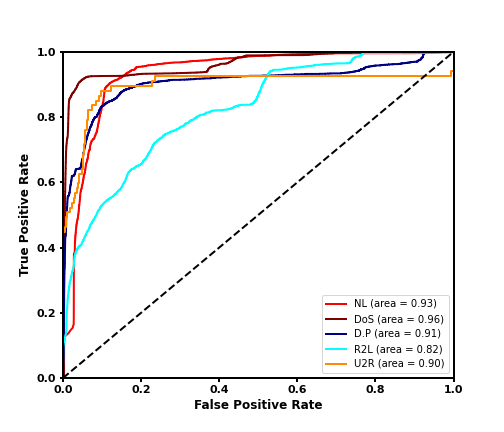 1.0
0.8
0.6
0.4
0.2
0.0
True Positive Rate
NL (area = 0.93)
DoS (area = 0.96)
D.P (area = 0.91)
R2L (area = 0.82)
U2R (area = 0.90)
0.0 0.2 0.4 0.6 0.8 1.0
False Positive Rate